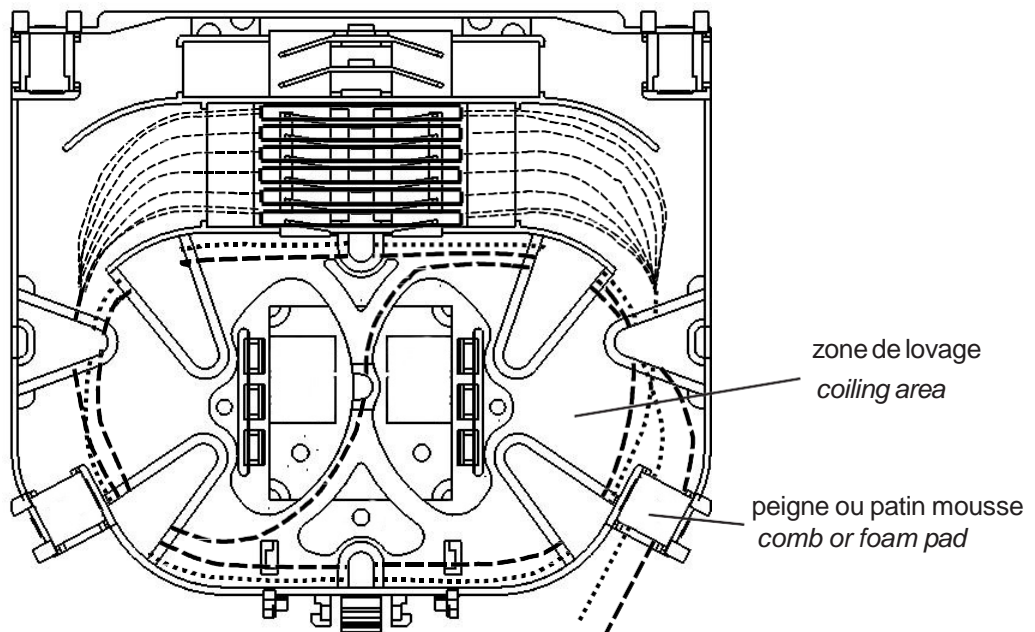 zone de lovage
coiling area
peigne ou patin mousse
comb or foam pad